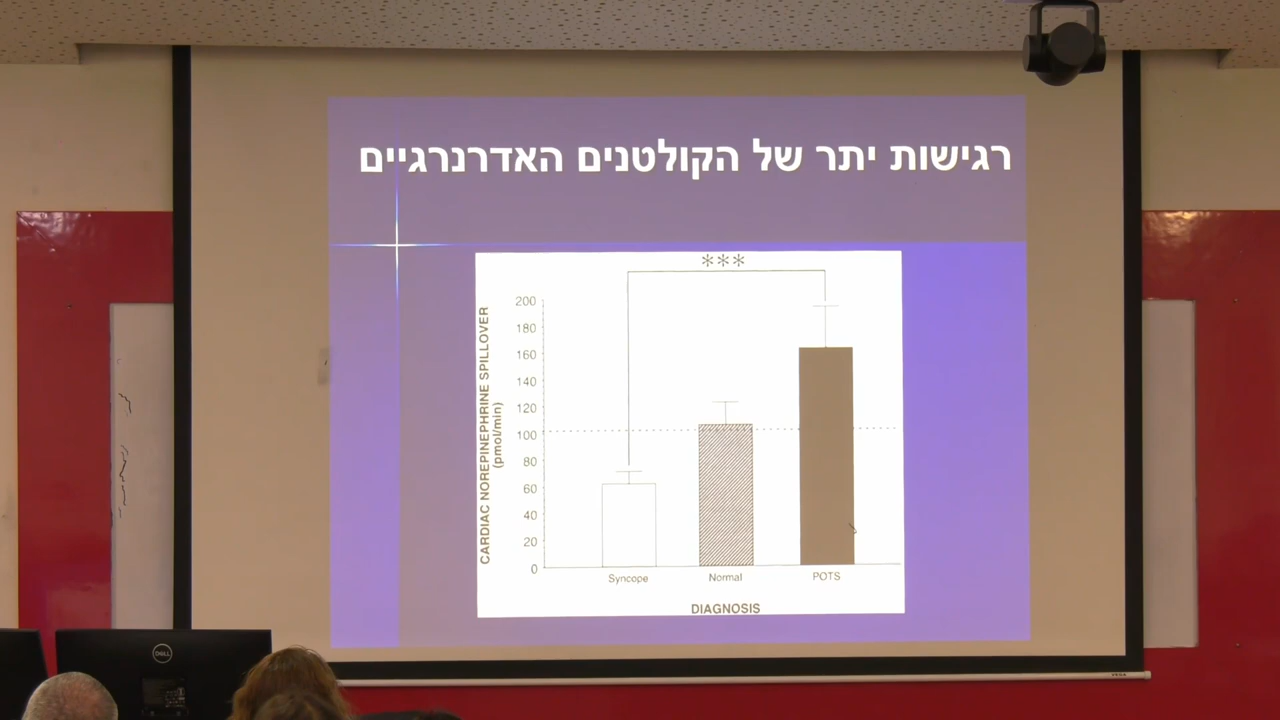 רגישות יתר של הקולטנים האדרנרגיים
***
CARDIAC NOREPINEPHRINE SPILLOVER
(pmol/min)
200
180
160
140
120
100
80
60
40
20
0
Syncope Normal POTS
DIAGNOSIS
DELL